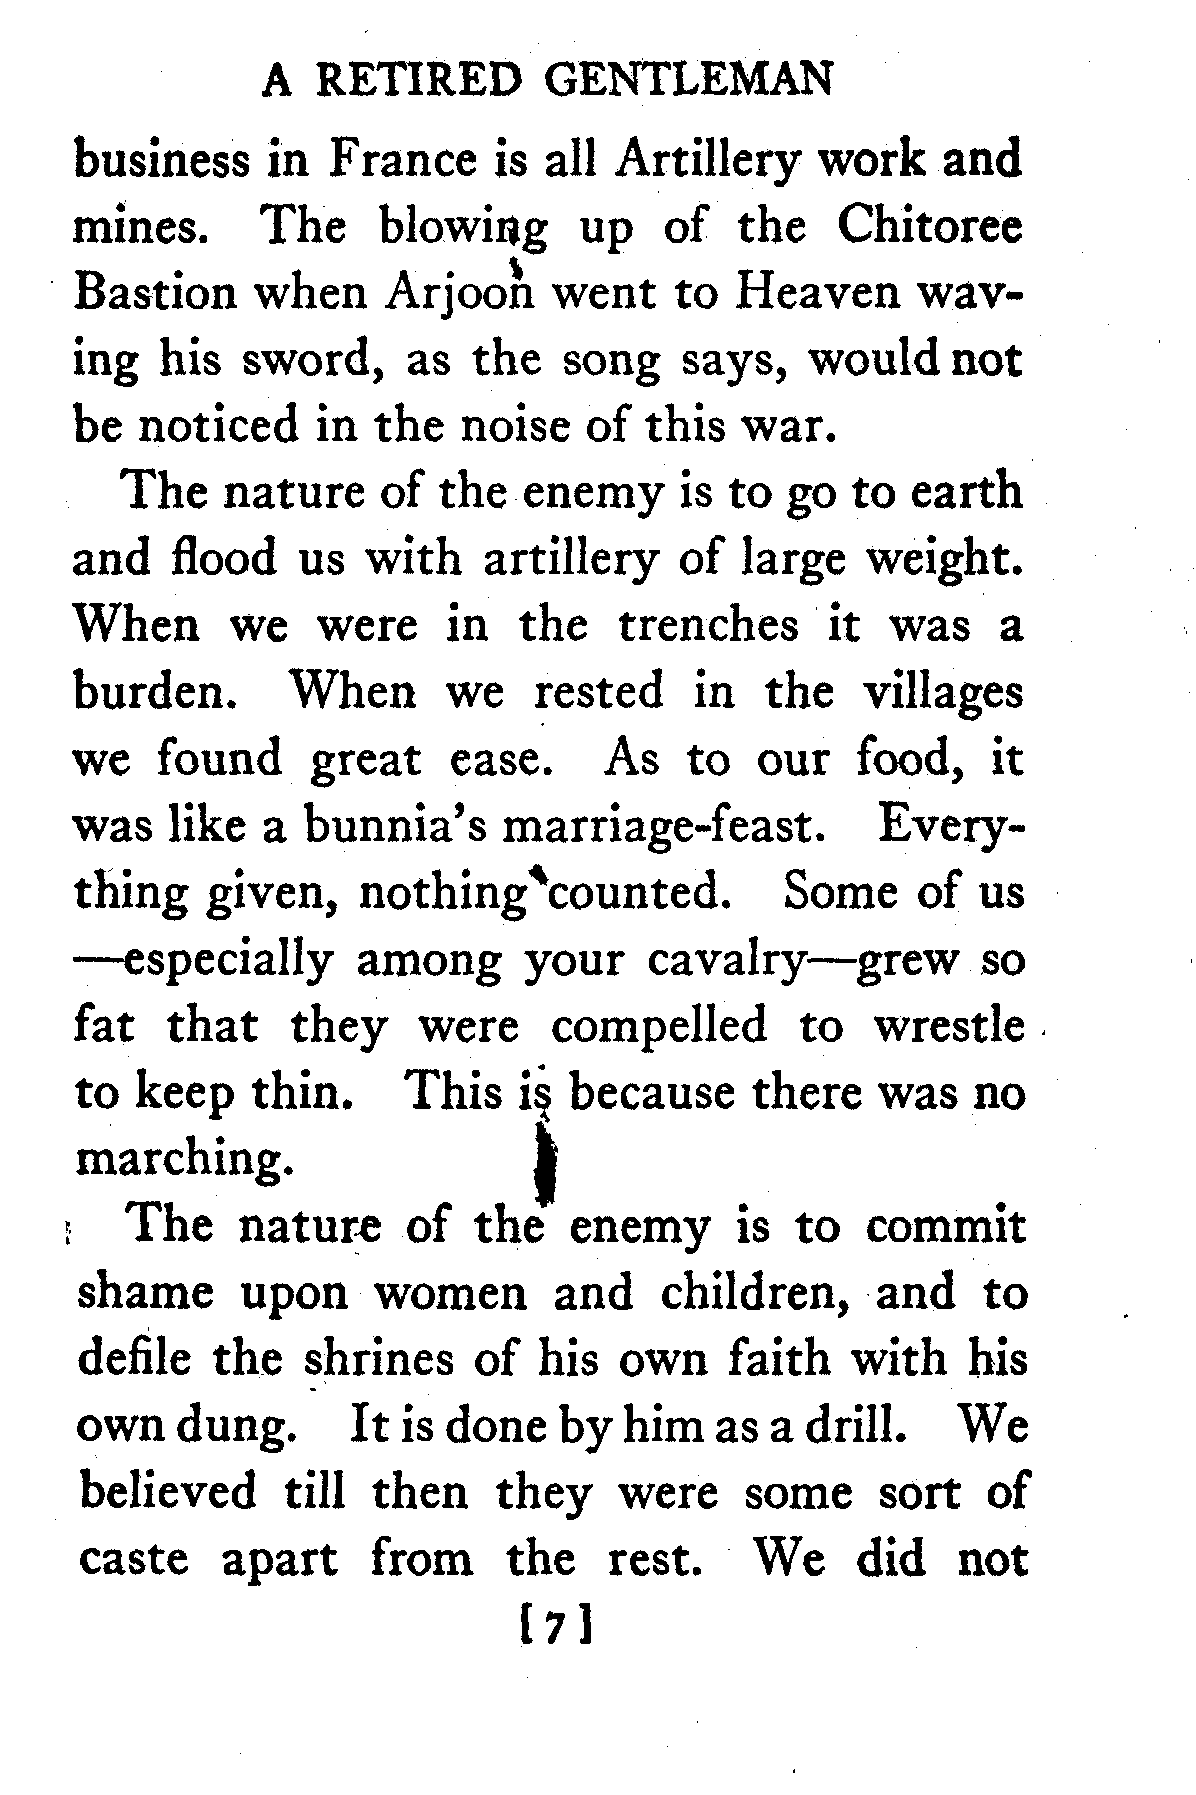 A RETIRED GENTLEMAN
business in France is all Artillery work and
mines. The blowing up of the Chitoree
Bastion when Arjoon went to Heaven wav-
ing his sword, as the song says, would not
be noticed in the noise of this war.
The nature of the enemy is to go to earth
and flood us with artillery of large weight.
When we were in the trenches it was a
burden. When we rested in the villages
we found great ease. As to our food, it
was like a bunnia's marriage-feast. Every-
thing given, nothing counted. Some of us
—especially among your cavalry—grew so
fat that they were compelled to wrestle
to keep thin. This is because there was no
marching.
The nature of the enemy is to commit
shame upon women and children, and to
defile the shrines of his own faith with his
own dung. It is done by him as a drill. We
believed till then they were some sort of
caste apart from the rest. We did not
[7]